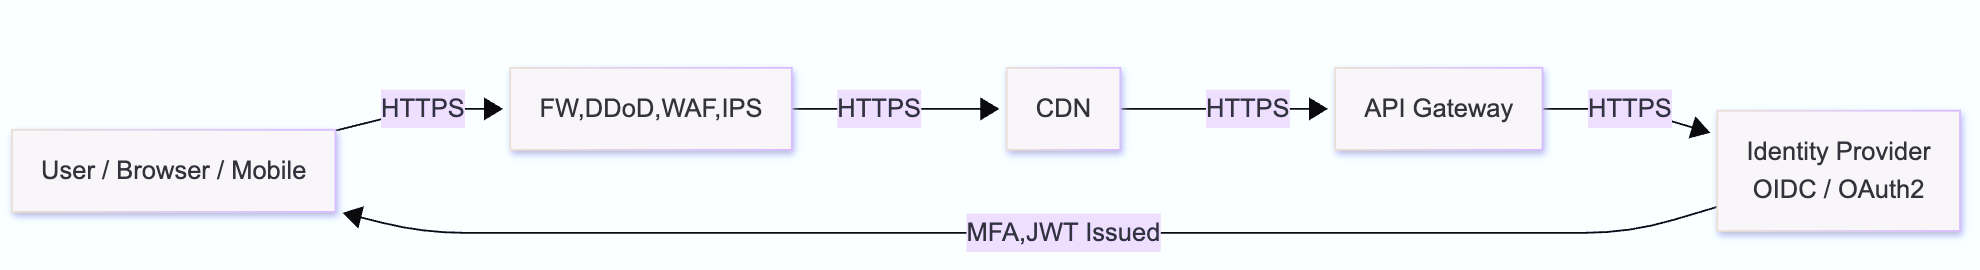 User / Browser / Mobile
HTTPS
FW,DDoD,WAF,IPS
HTTPS
CDN
HTTPS
API Gateway
HTTPS
Identity Provider
OIDC / OAuth2
MFA,JWT Issued